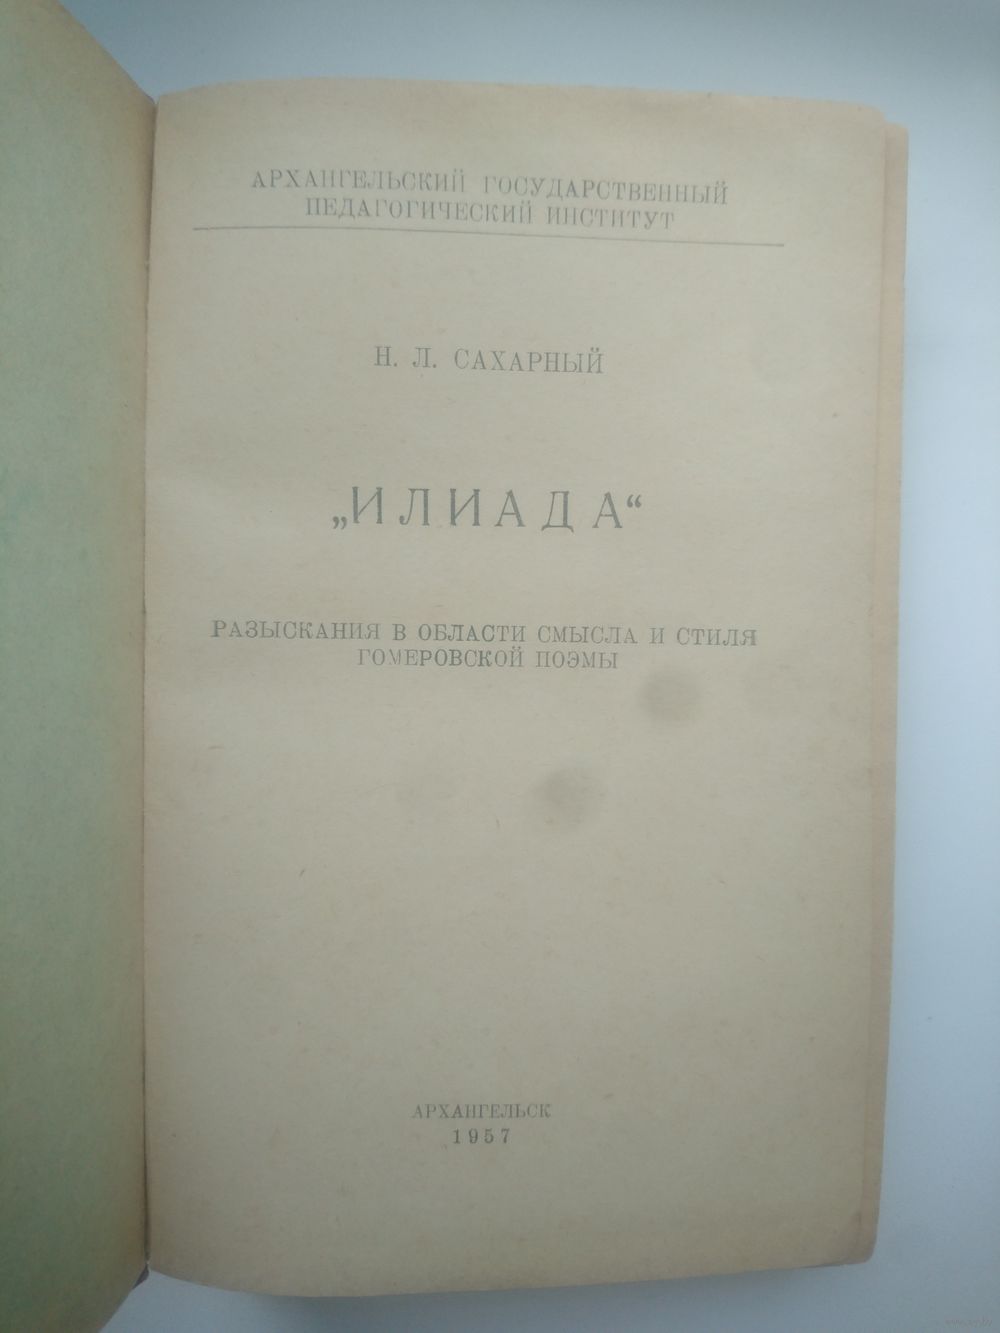 АРХАНГЕЛЬСКИЙ ГОСУДАРСТВЕННЫЙ
ПЕДАГОГИЧЕСКИЙ ИНСТИТУТ
Н. Л. САХАРНЫЙ
„ИЛИАДА“
РАЗЫСКАНИЯ В ОБЛАСТИ СМЫСЛА И СТИЛЯ
ГОМЕРОВСКОЙ ПОЭМЫ
АРХАНГЕЛЬСК
1957